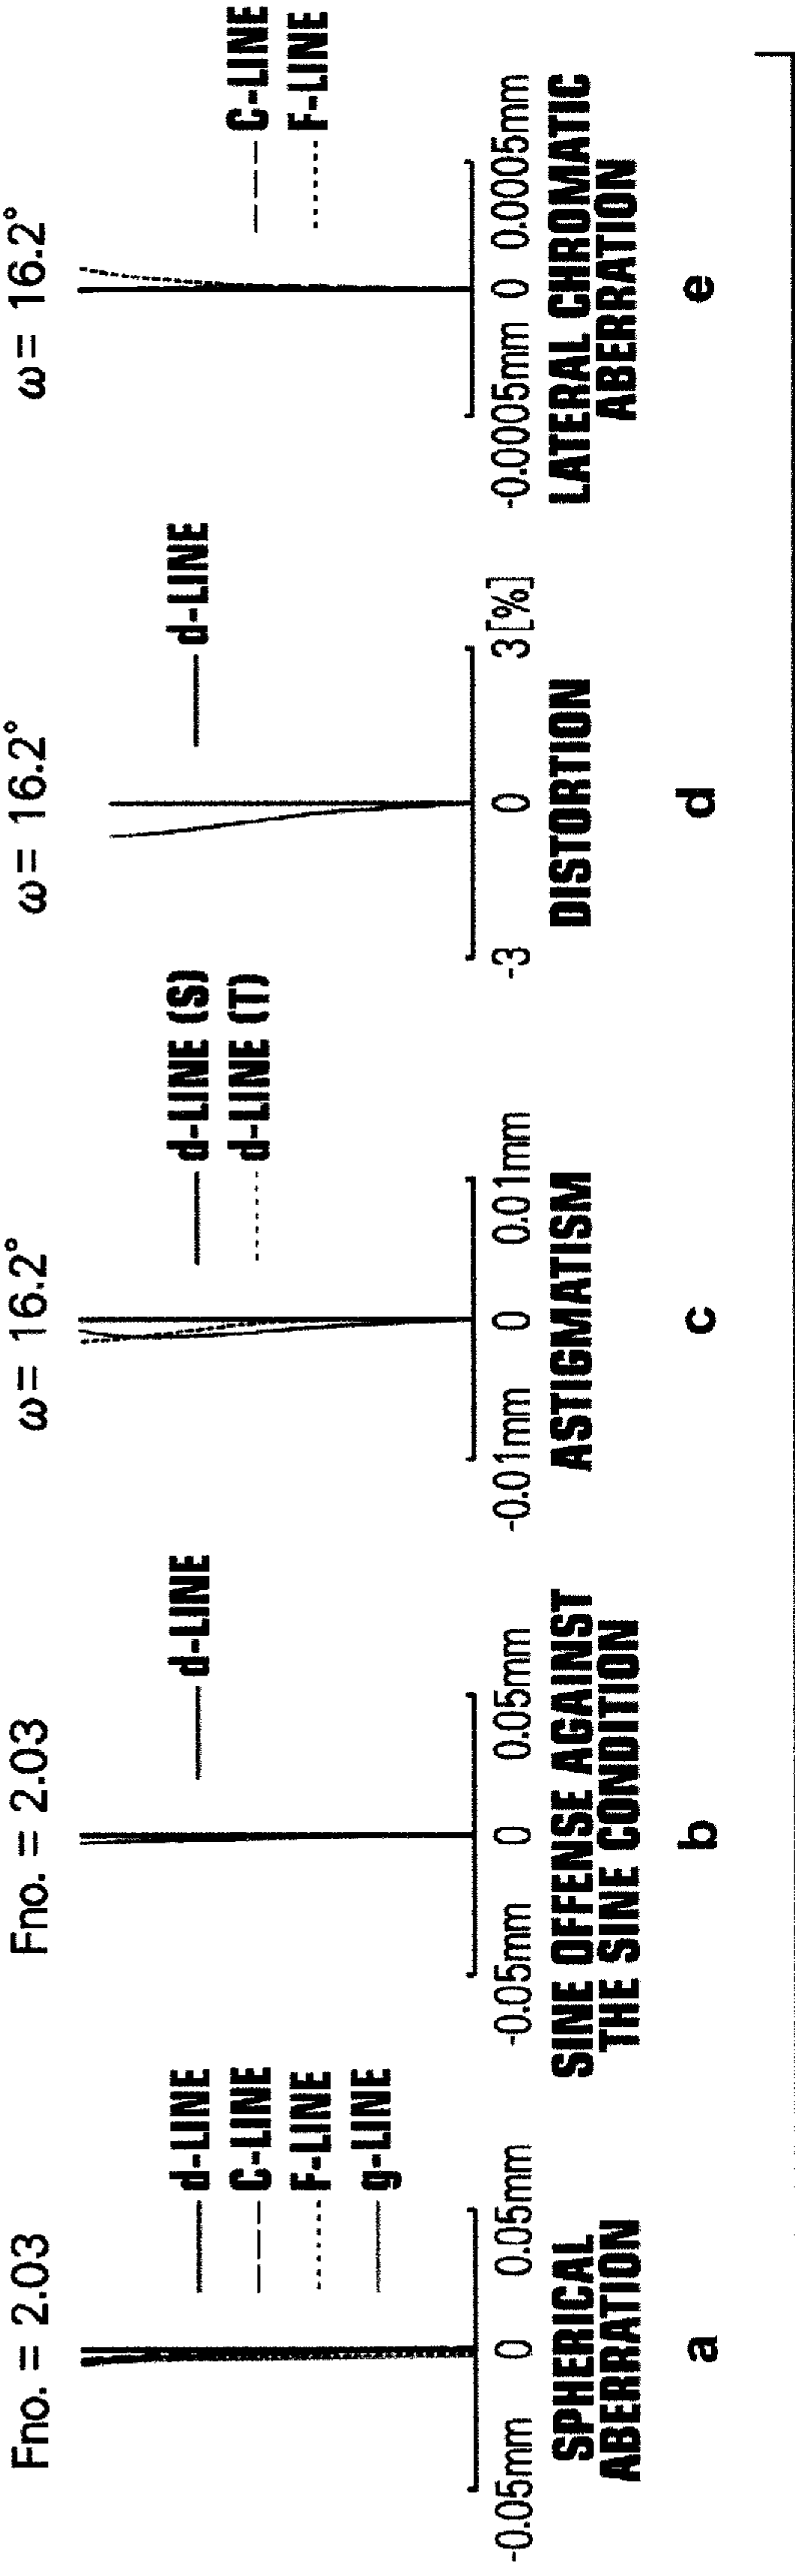 Fno. = 2.03
d-LINE
C-LINE
F-LINE
g-LINE
-0.05mm 0 0.05mm
SPHERICAL
ABERRATION
a
Fno. = 2.03
d-LINE
-0.05mm 0 0.05mm
SINE OFFENSE AGAINST
THE SINE CONDITION
b
ω= 16.2°
d-LINE (S)
d-LINE (T)
-0.01mm 0 0.01mm
ASTIGMATISM
c
ω= 16.2°
d-LINE
-3 0 3[%]
DISTORTION
d
ω= 16.2°
C-LINE
F-LINE
-0.0005mm 0 0.0005mm
LATERAL CHROMATIC
ABERRATION
e